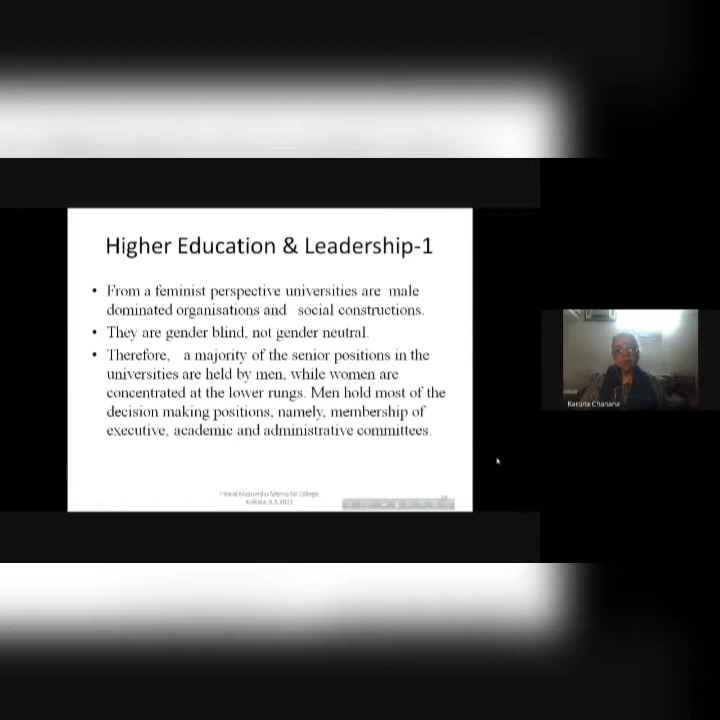 Higher Education & Leadership-1
• From a feminist perspective universities are male
dominated organisations and social constructions.
• They are gender blind, not gender neutral.
• Therefore, a majority of the senior positions in the
universities are held by men, while women are
concentrated at the lower rungs. Men hold most of the
decision making positions, namely, membership of
executive, academic and administrative committees.
Mazumdar Memorial College,
Kolkata, 8.3.2021
Karuna Chanana